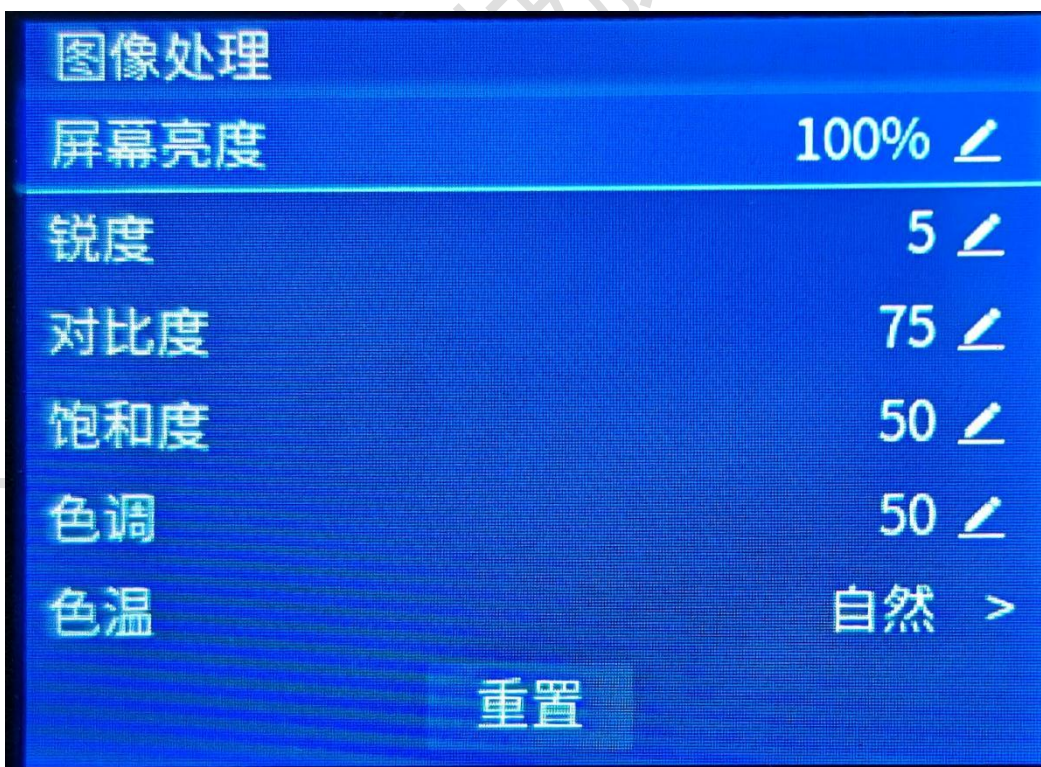 图像处理
屏幕亮度 100%
锐度 5
对比度 75
饱和度 50
色调 50
色温 自然 >
重置